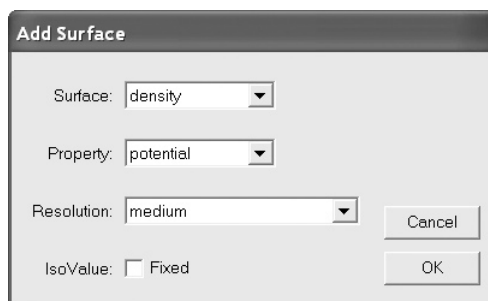 Add Surface
Surface: density
Property: potential
Resolution: medium
Cancel
IsoValue: Fixed
OK